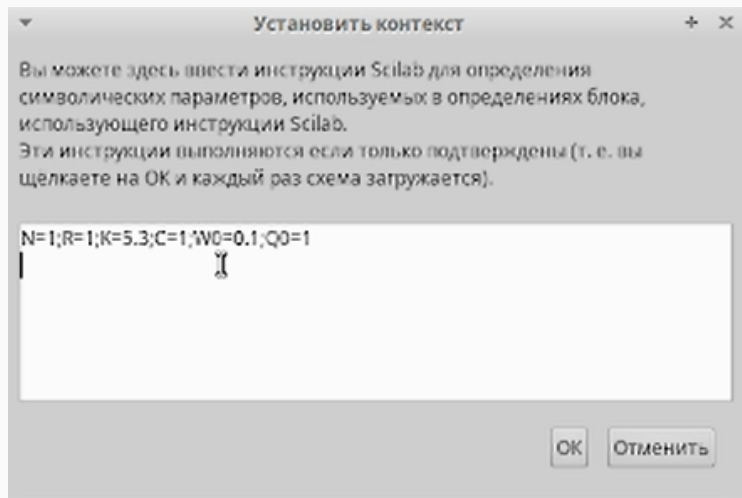 Установить контекст
Вы можете здесь ввести инструкции Scilab для определения
символических параметров, используемых в определениях блока,
использующего инструкции Scilab.
Эти инструкции выполняются если только подтверждены (т. е. вы
щелкаете на ОК и каждый раз схема загружается).
N=1;R=1;K=5.3;C=1;W0=0.1;Q0=1
ОК
Отменить